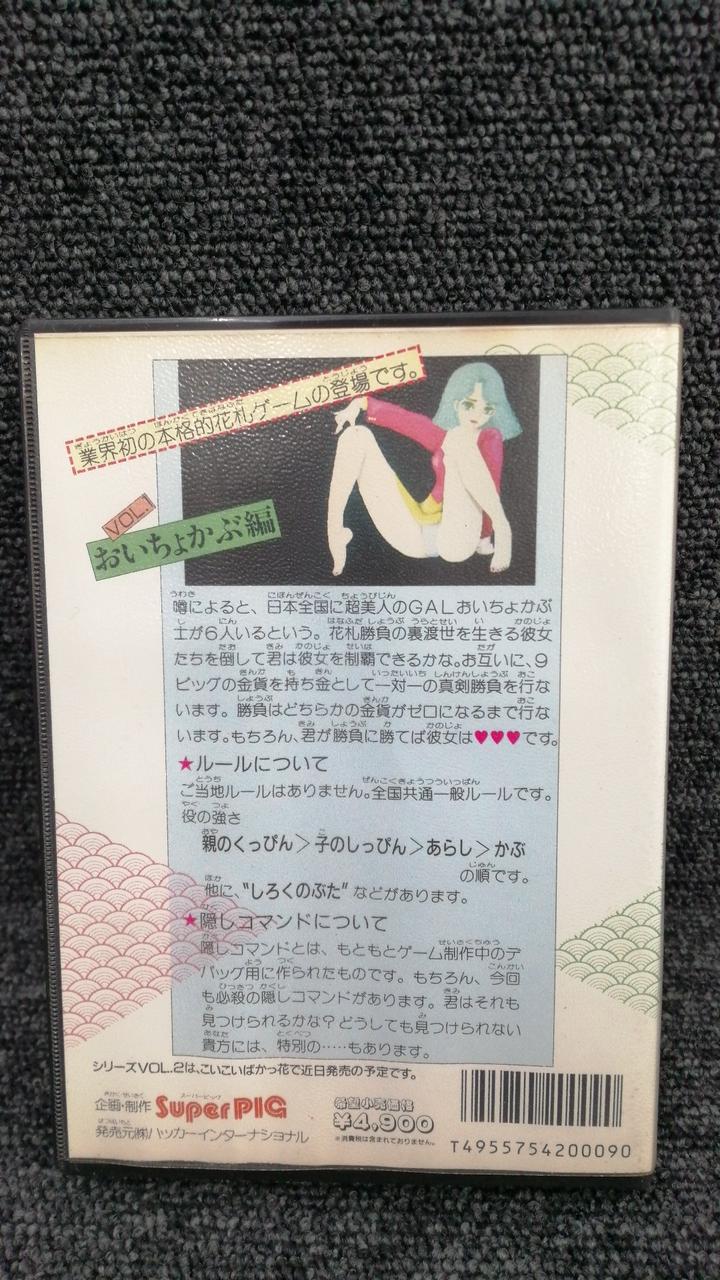 業界初の本格的花札ゲームの登場です。
VOL.1
おいちょかぶ編
噂によると、日本全国に超美人のGALおいちょかぶ
士が6人いるという。花札勝負の裏渡世を生きる彼女
たちを倒して君は彼女を制覇できるかな。お互いに、9
ビッグの金貨を持ち金として一対一の真剣勝負を行な
います。勝負はどちらかの金貨がゼロになるまで行な
います。もちろん、君が勝負に勝てば彼女は♥♥♥です。
★ルールについて
ご当地ルールはありません。全国共通一般ルールです。
役の強さ
親のくっぴん＞子のしっぴん＞あらし＞かぶ
の順です。
他に、"しろくのぶた"などがあります。
★隠しコマンドについて
隠しコマンドとは、もともとゲーム制作中のデ
バッグ用に作られたものです。もちろん、今回
も必殺の隠しコマンドがあります。君はそれも
見つけられるかな？どうしても見つけられない
貴方には、特別の……もあります。
シリーズVOL.2は、こいこいばかっ花で近日発売の予定です。
企画・制作 Super PIG
スーパーピッグ
発売元㈱ハッカーインターナショナル
希望小売価格
¥4,900
※消費税は含まれておりません。
T4955754200090